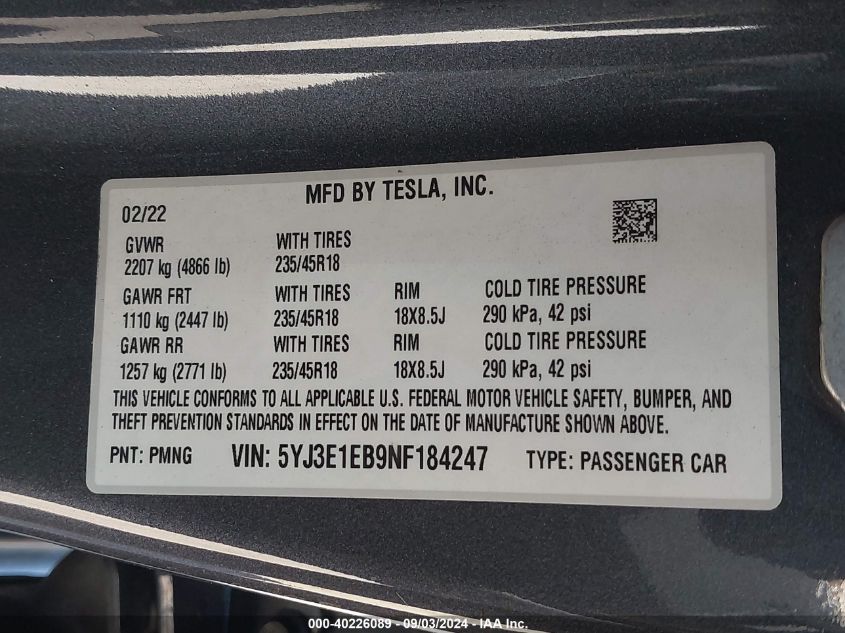 MFD BY TESLA, INC.
02/22
GVWR WITH TIRES
2207 kg (4866 lb) 235/45R18
GAWR FRT WITH TIRES RIM COLD TIRE PRESSURE
1110 kg (2447 lb) 235/45R18 18X8.5J 290 kPa, 42 psi
GAWR RR WITH TIRES RIM COLD TIRE PRESSURE
1257 kg (2771 lb) 235/45R18 18X8.5J 290 kPa, 42 psi
THIS VEHICLE CONFORMS TO ALL APPLICABLE U.S. FEDERAL MOTOR VEHICLE SAFETY, BUMPER, AND
THEFT PREVENTION STANDARDS IN EFFECT ON THE DATE OF MANUFACTURE SHOWN ABOVE.
PNT: PMNG VIN: 5YJ3E1EB9NF184247 TYPE: PASSENGER CAR
000-40226089 - 09/03/2024 - IAA Inc.